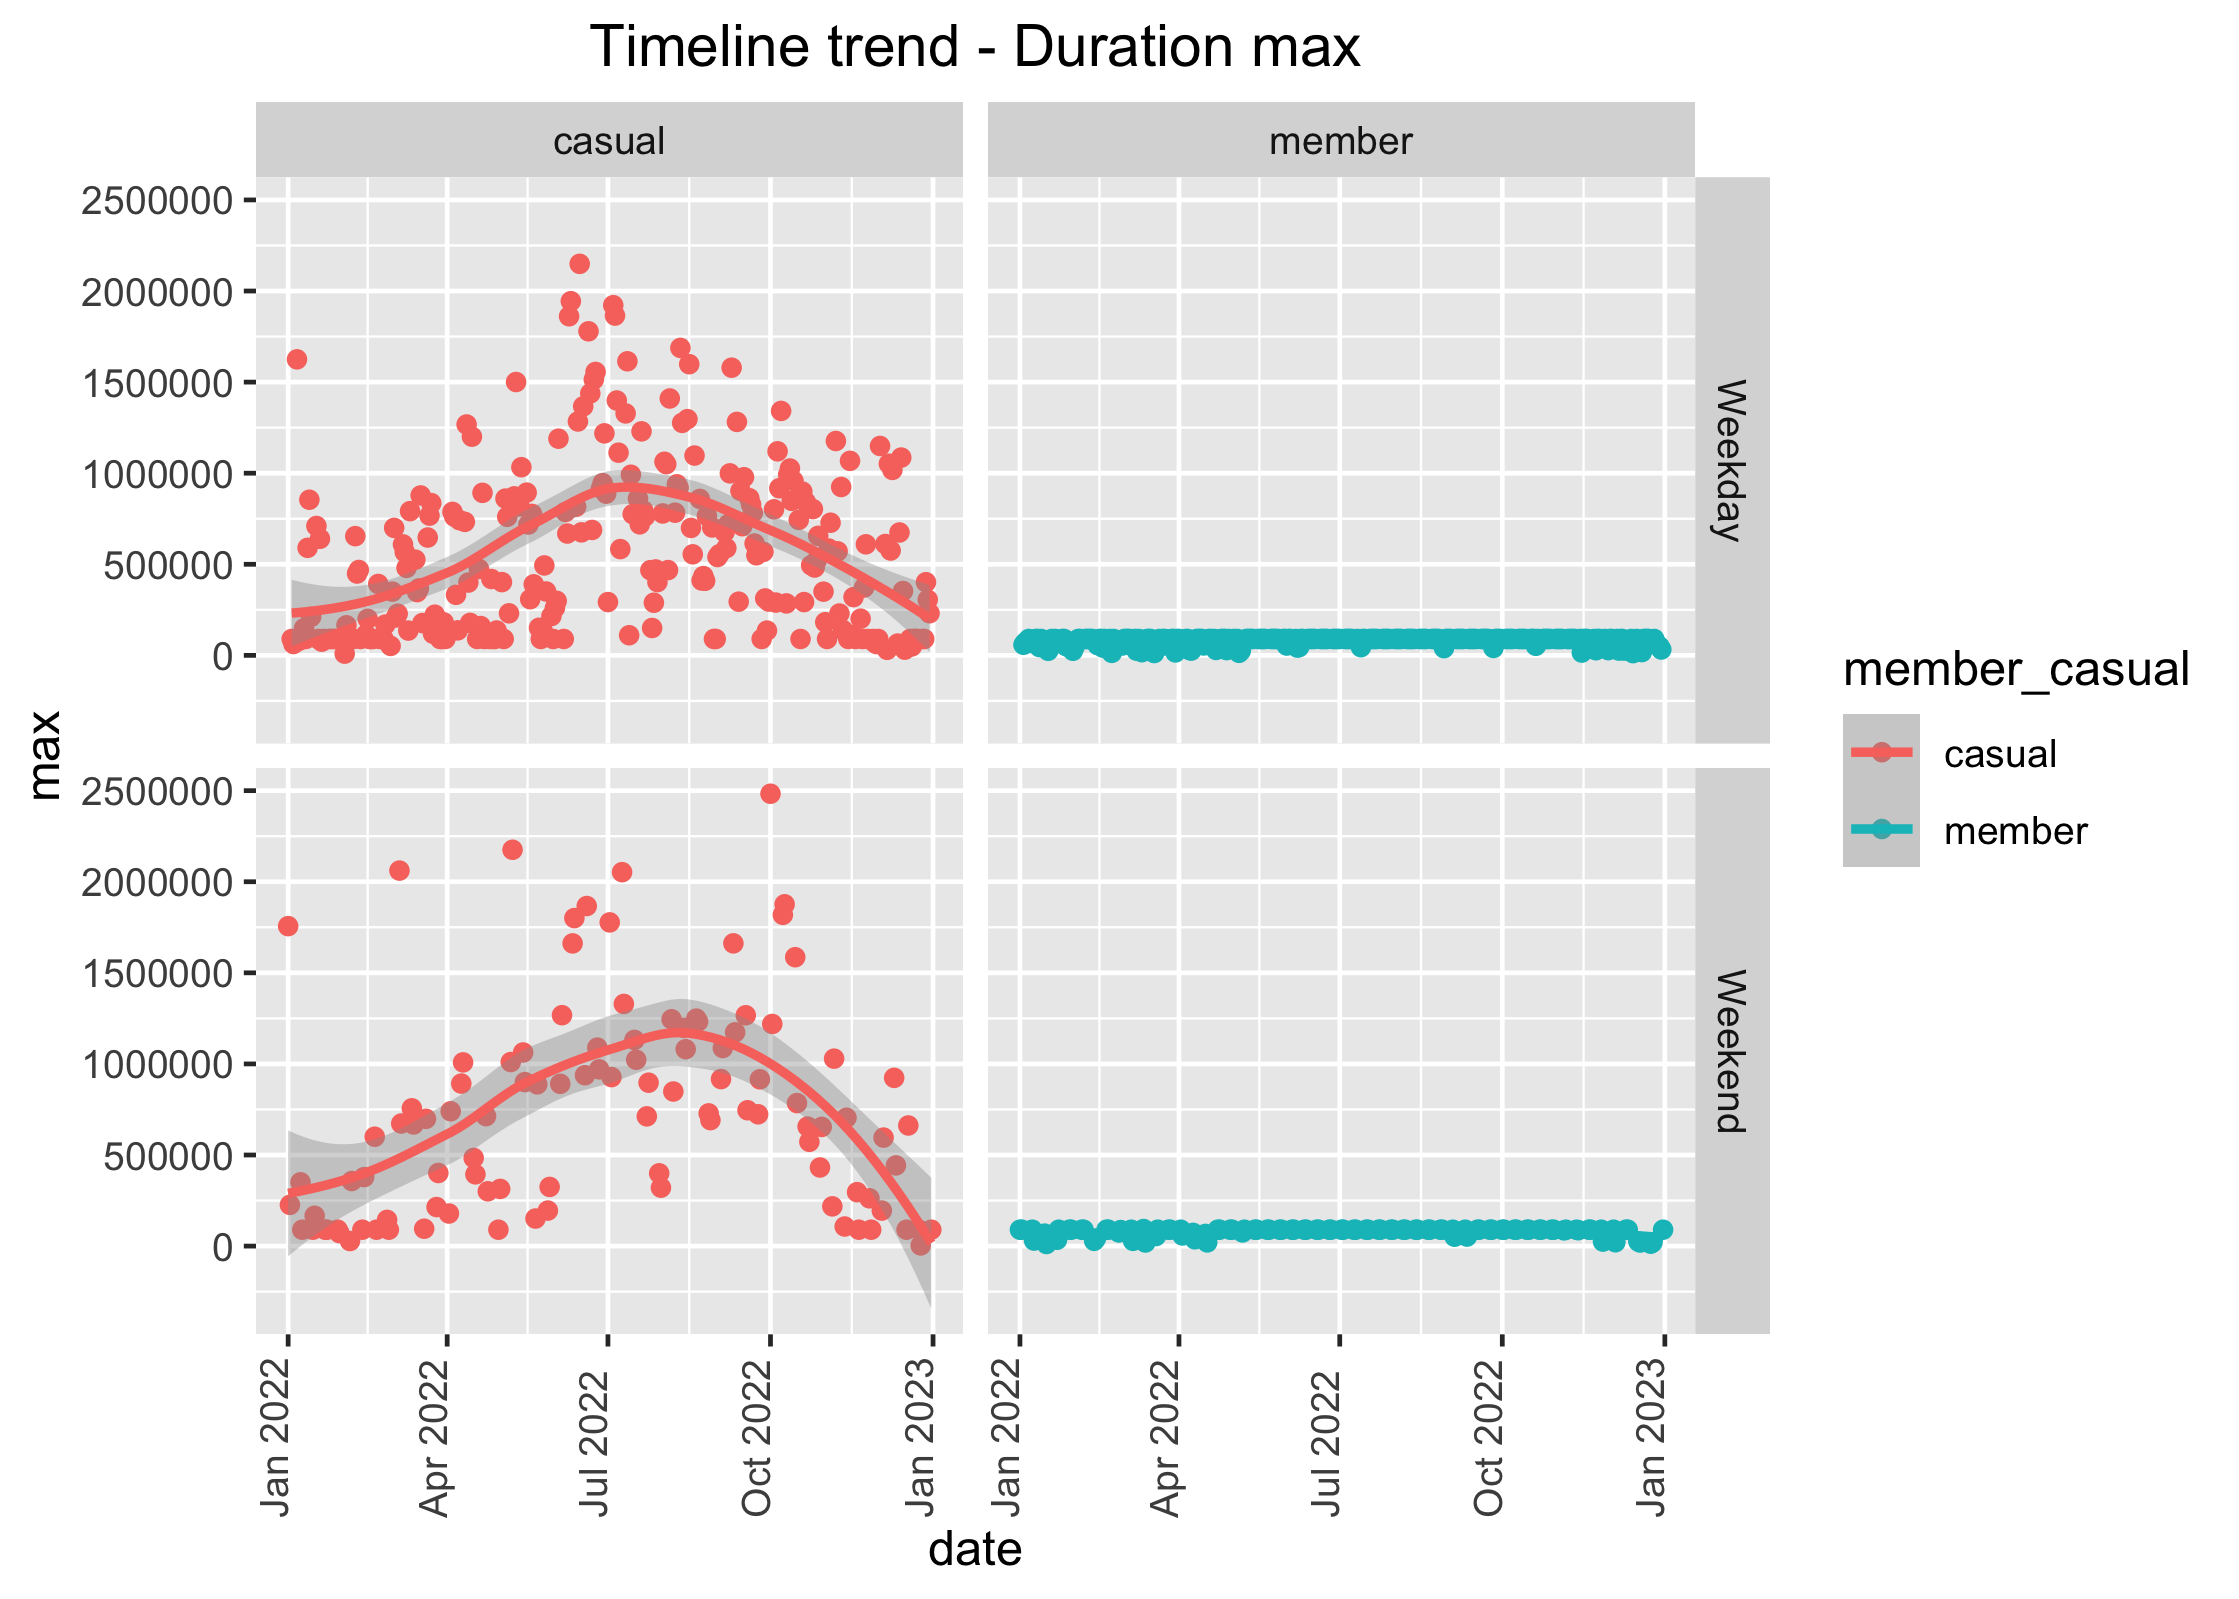 Timeline trend - Duration max
casual
member
2500000
2000000
1500000
1000000
500000
0
Weekday
max
2500000
2000000
1500000
1000000
500000
0
Weekend
Jan 2022
Apr 2022
Jul 2022
Oct 2022
Jan 2023
Jan 2022
Apr 2022
Jul 2022
Oct 2022
Jan 2023
date
member_casual
casual
member